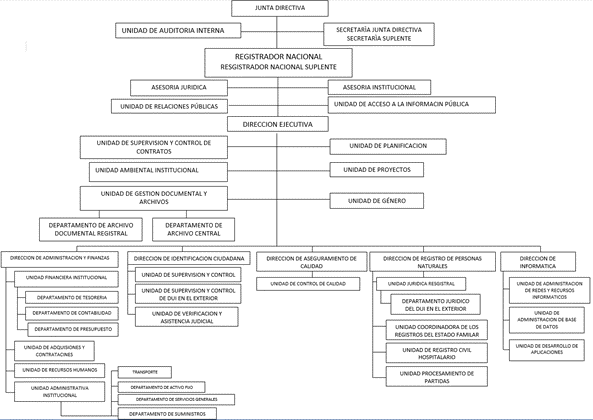 JUNTA DIRECTIVA
UNIDAD DE AUDITORIA INTERNA
SECRETARÍA JUNTA DIRECTIVA
SECRETARÍA SUPLENTE
REGISTRADOR NACIONAL
RESGISTRADOR NACIONAL SUPLENTE
ASESORIA JURIDICA
ASESORIA INSTITUCIONAL
UNIDAD DE RELACIONES PÚBLICAS
UNIDAD DE ACCESO A LA INFORMACIN PÚBLICA
DIRECCION EJECUTIVA
UNIDAD DE SUPERVISION Y CONTROL DE
CONTRATOS
UNIDAD DE PLANIFICACION
UNIDAD AMBIENTAL INSTITUCIONAL
UNIDAD DE PROYECTOS
UNIDAD DE GESTION DOCUMENTAL Y
ARCHIVOS
UNIDAD DE GÉNERO
DEPARTAMENTO DE ARCHIVO
DOCUMENTAL REGISTRAL
DEPARTAMENTO DE
ARCHIVO CENTRAL
DIRECCION DE ADMINISTRACION Y FINANZAS
UNIDAD FINANCIERA INSTITUCIONAL
DEPARTAMENTO DE TESORERIA
DEPARTAMENTO DE CONTABILIDAD
DEPARTAMENTO DE PRESUPUESTO
UNIDAD DE ADQUISIONES Y
CONTRATACINES
UNIDAD DE RECURSOS HUMANOS
UNIDAD ADMINISTRATIVA
INSTITUCIONAL
TRANSPORTE
DEPARTAMENTO DE ACTIVO FIJO
DEPARTAMENTO DE SERVICIOS GENERALES
DEPARTAMENTO DE SUMINISTROS
DIRECCION DE IDENTIFICACION CIUDADANA
UNIDAD DE SUPERVISION Y CONTROL
UNIDAD DE SUPERVISION Y CONTROL
DE DUI EN EL EXTERIOR
UNIDAD DE VERIFICACION Y
ASISTENCIA JUDICIAL
DIRECCION DE ASEGURAMIENTO DE
CALIDAD
UNIDAD DE CONTROL DE CALIDAD
DIRECCION DE REGISTRO DE PERSONAS
NATURALES
UNIDAD JURIDICA RESGISTRAL
DEPARTAMENTO JURIDICO
DEL DUI EN EL EXTERIOR
UNIDAD COORDINADORA DE LOS
REGISTROS DEL ESTADO FAMILAR
UNIDAD DE REGISTRO CIVIL
HOSPITALARIO
UNIDAD PROCESAMIENTO DE
PARTIDAS
DIRECCION DE
INFORMATICA
UNIDAD DE ADMINISTRACION
DE REDES Y RECURSOS
INFORMATICOS
UNIDAD DE
ADMINISTRACION DE BASE
DE DATOS
UNIDAD DE DESARROLLO DE
APLICACIONES